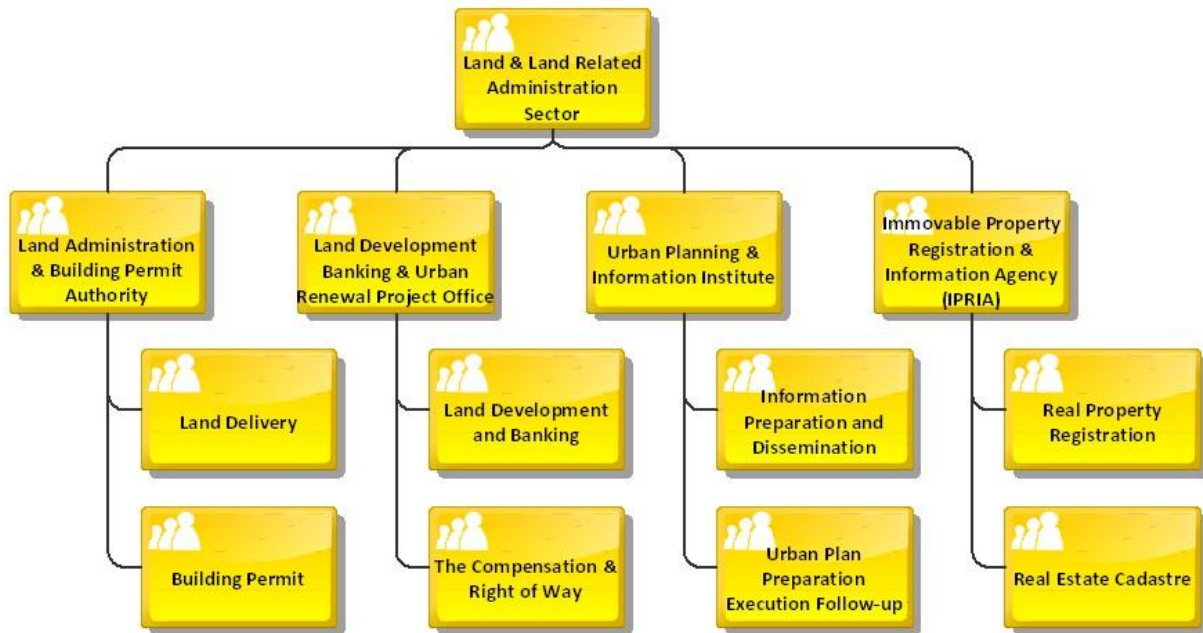 Land & Land Related
Administration
Sector
Land Administration
& Building Permit
Authority
Land Development
Banking & Urban
Renewal Project Office
Urban Planning &
Information Institute
Immovable Property
Registration &
Information Agency
(IPRIA)
Land Delivery
Land Development
and Banking
Information
Preparation and
Dissemination
Real Property
Registration
Building Permit
The Compensation &
Right of Way
Urban Plan
Preparation
Execution Follow-up
Real Estate Cadastre